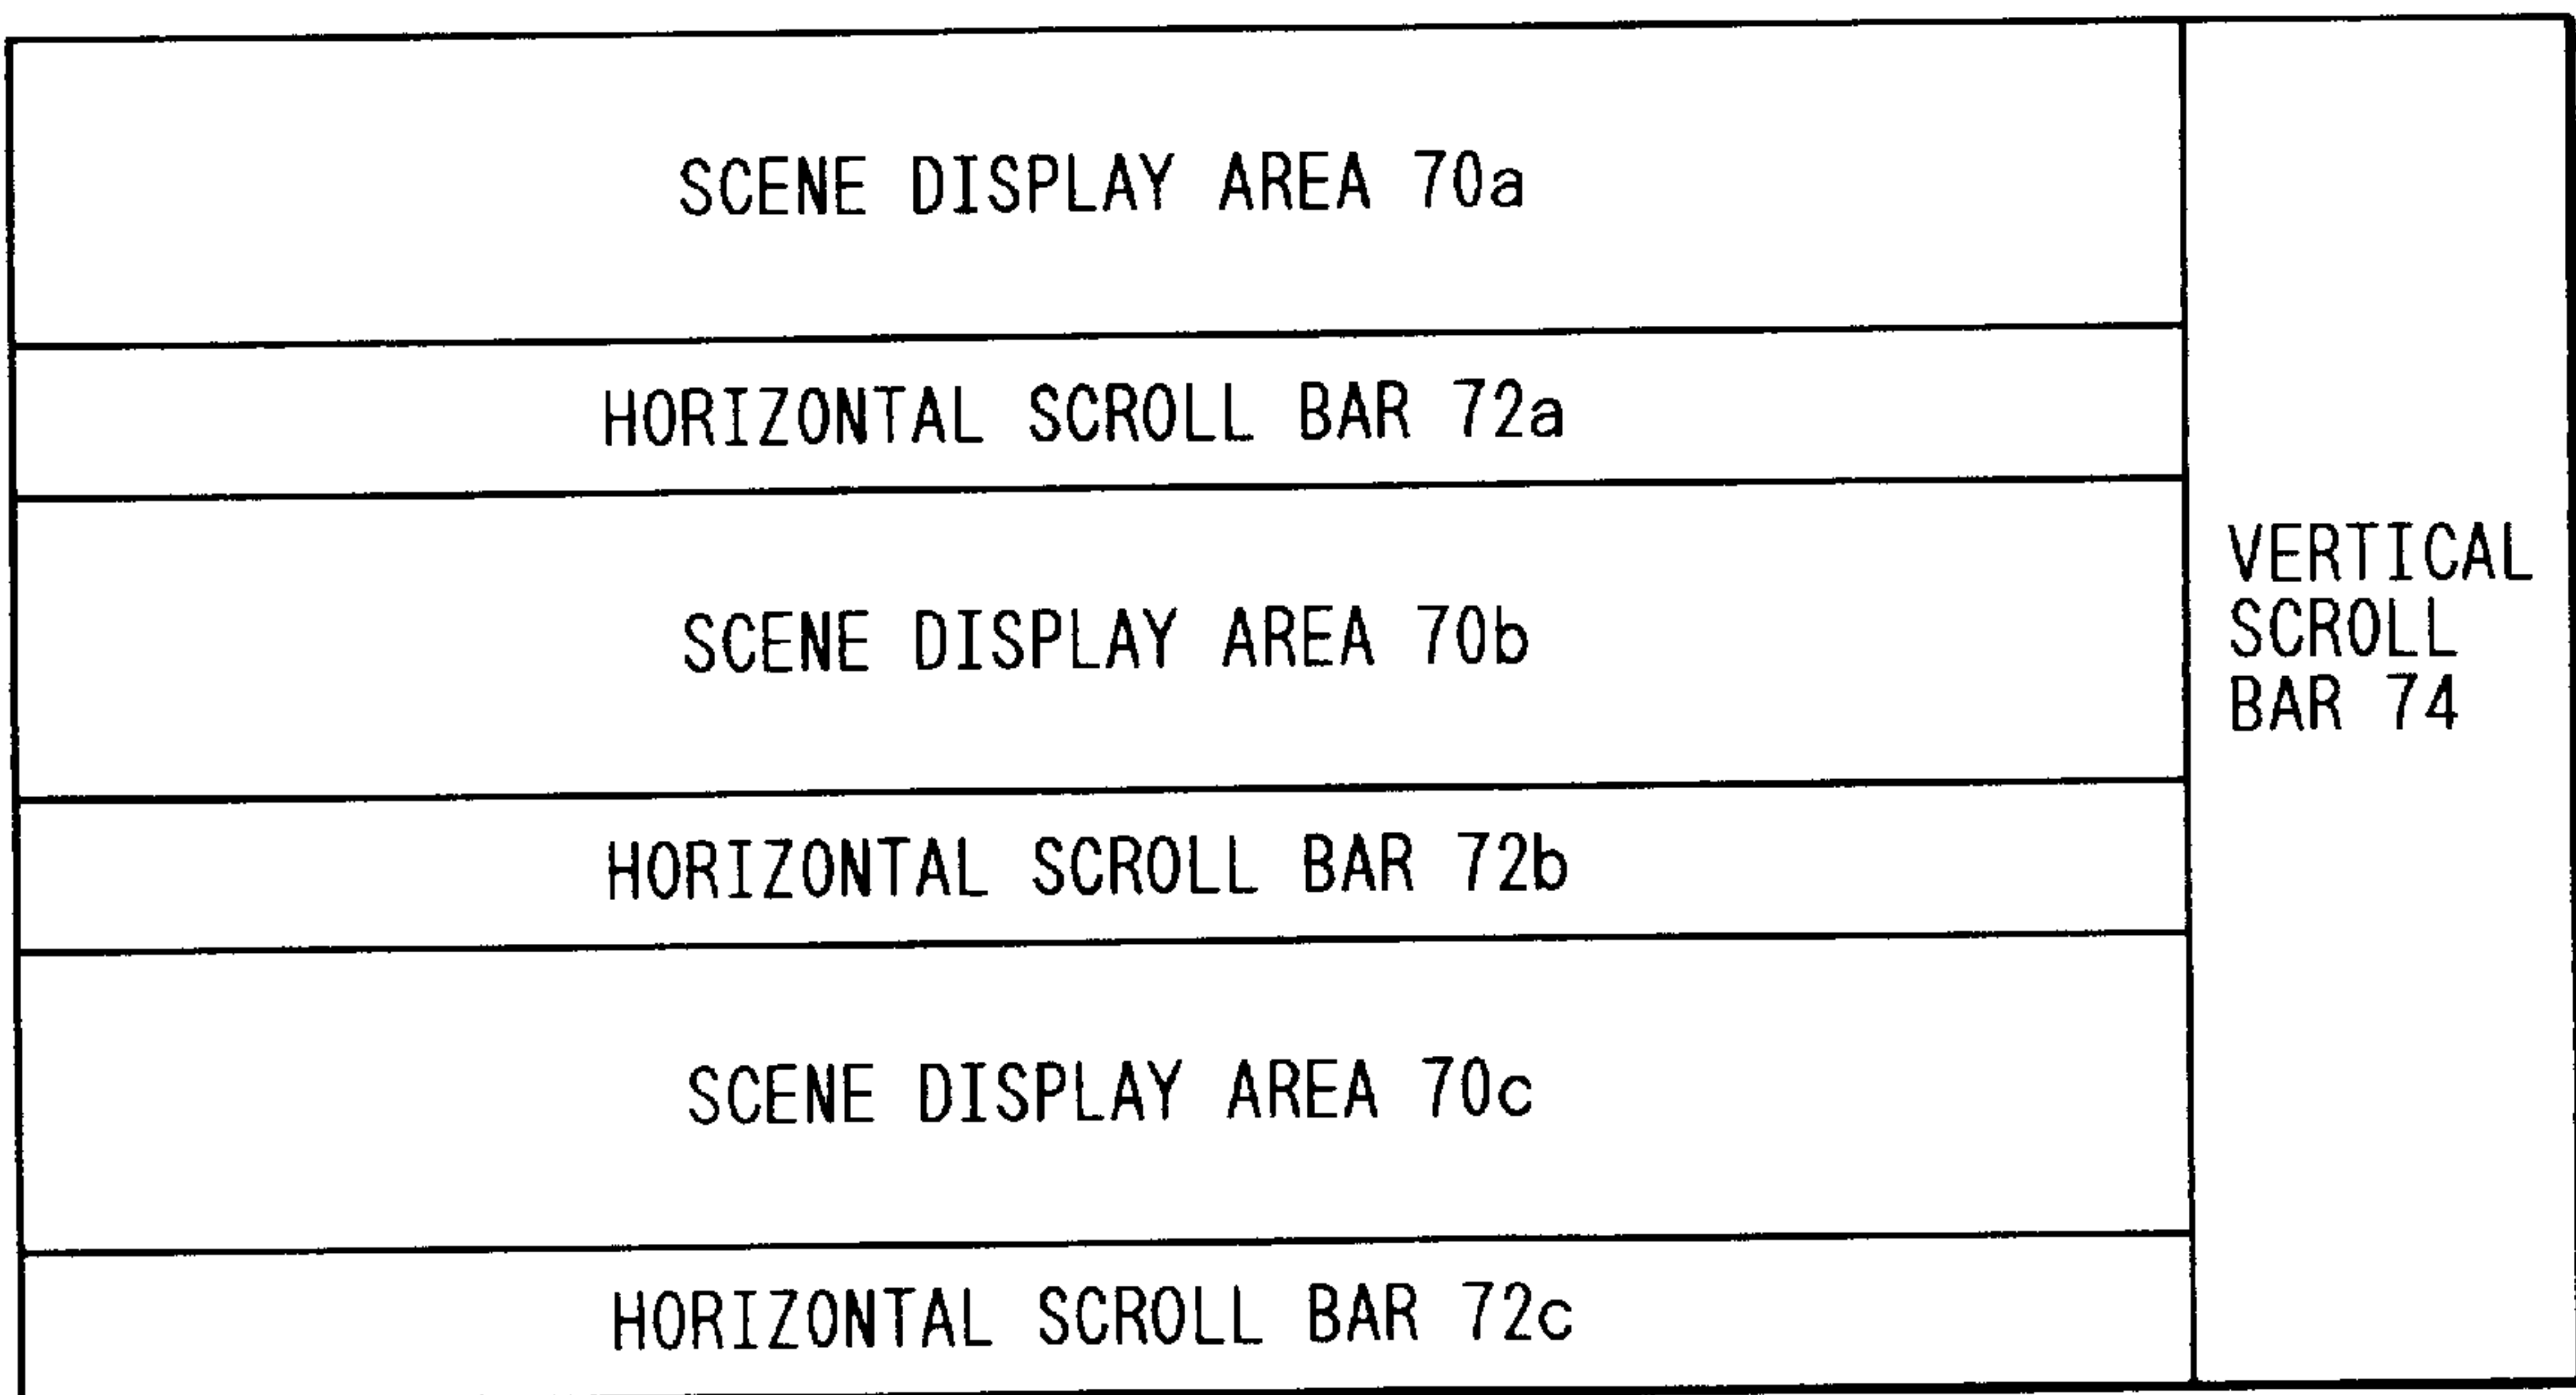 SCENE DISPLAY AREA 70a
HORIZONTAL SCROLL BAR 72a
SCENE DISPLAY AREA 70b
HORIZONTAL SCROLL BAR 72b
SCENE DISPLAY AREA 70c
HORIZONTAL SCROLL BAR 72c
VERTICAL
SCROLL
BAR 74